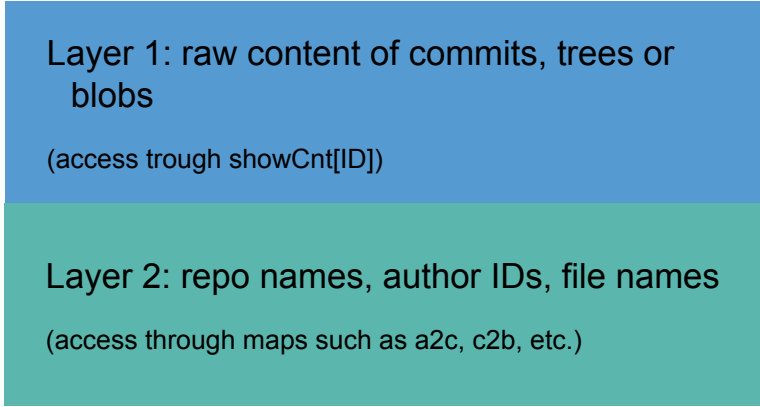 Layer 1: raw content of commits, trees or
blobs
(access trough showCnt[ID])
Layer 2: repo names, author IDs, file names
(access through maps such as a2c, c2b, etc.)